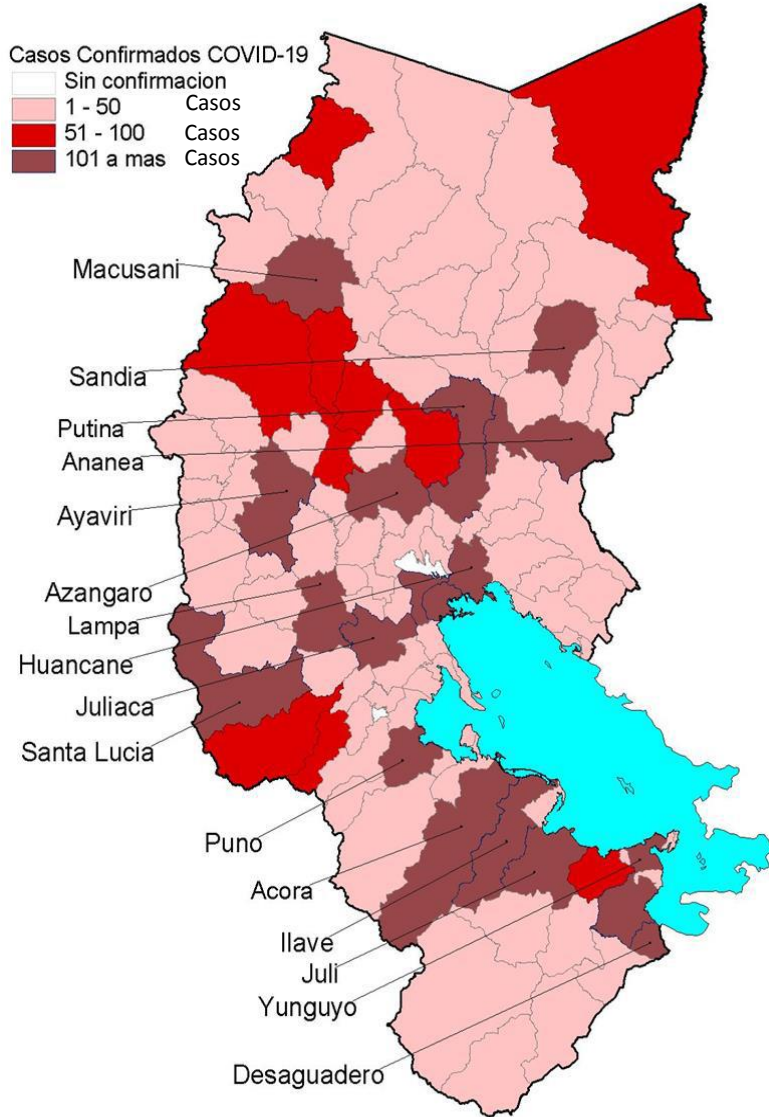 Casos Confirmados COVID-19
Sin confirmacion
1 - 50 Casos
51 - 100 Casos
101 a mas Casos
Macusani
Sandia
Putina
Ananea
Ayaviri
Azangaro
Lampa
Huancane
Juliaca
Santa Lucia
Puno
Acora
Ilave
Juli
Yunguyo
Desaguadero